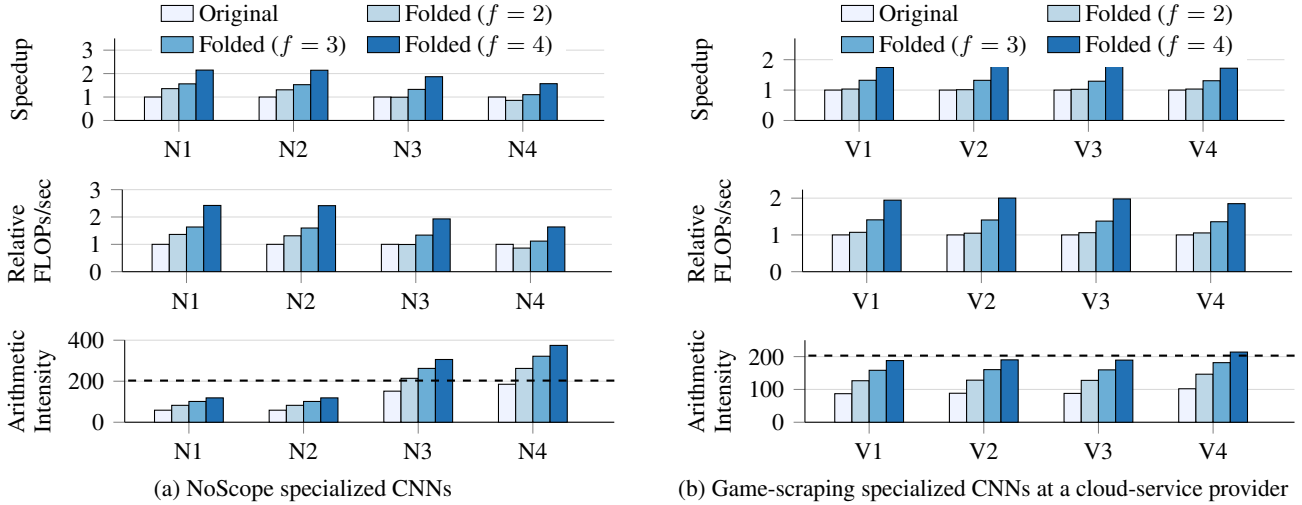 Original
Folded (f = 2)
Folded (f = 3)
Folded (f = 4)
Speedup
3
2
1
0
N1 N2 N3 N4
Relative
FLOPs/sec
3
2
1
0
N1 N2 N3 N4
Arithmetic
Intensity
400
200
0
N1 N2 N3 N4
(a) NoScope specialized CNNs
Original
Folded (f = 2)
Folded (f = 3)
Folded (f = 4)
Speedup
2
1
0
V1 V2 V3 V4
Relative
FLOPs/sec
2
1
0
V1 V2 V3 V4
Arithmetic
Intensity
200
100
0
V1 V2 V3 V4
(b) Game-scraping specialized CNNs at a cloud-service provider